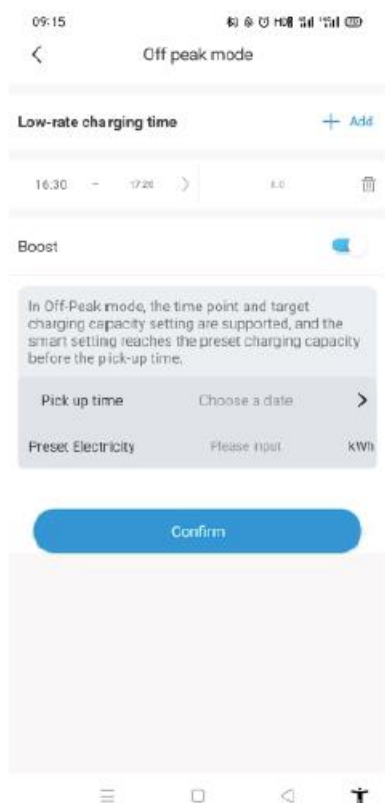 09:15
Off peak mode
Low-rate charging time + Add
16:30 - 17:20
Boost
In Off-Peak mode, the time point and target
charging capacity setting are supported, and the
smart setting reaches the preset charging capacity
before the pick-up time.
Pick up time Choose a date >
Preset Electricity Please input kWh
Confirm